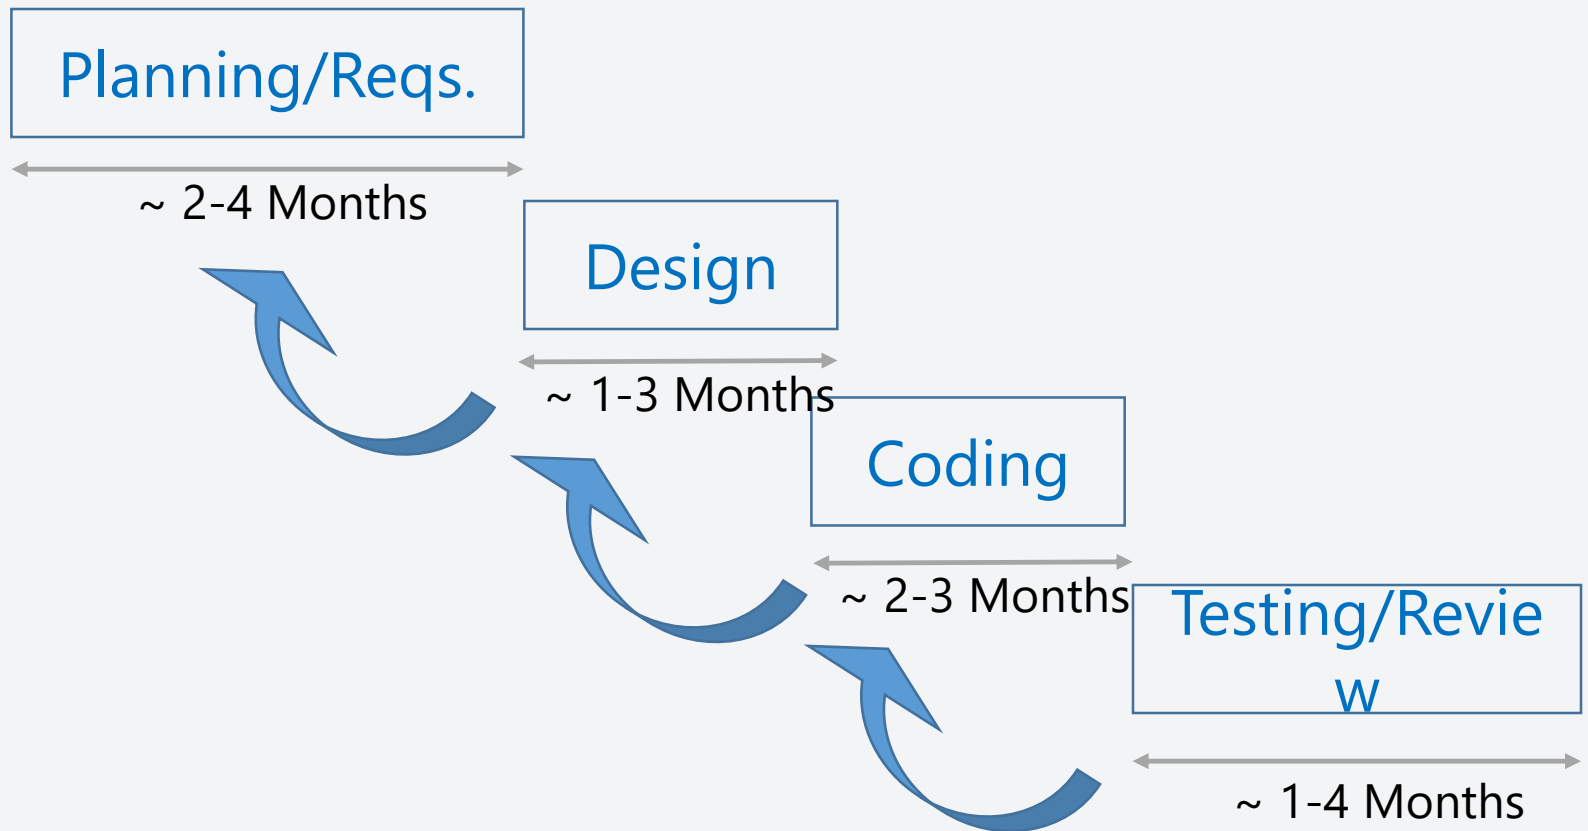 Planning/Reqs.
~ 2-4 Months
Design
~ 1-3 Months
Coding
~ 2-3 Months
Testing/Revie
w
~ 1-4 Months